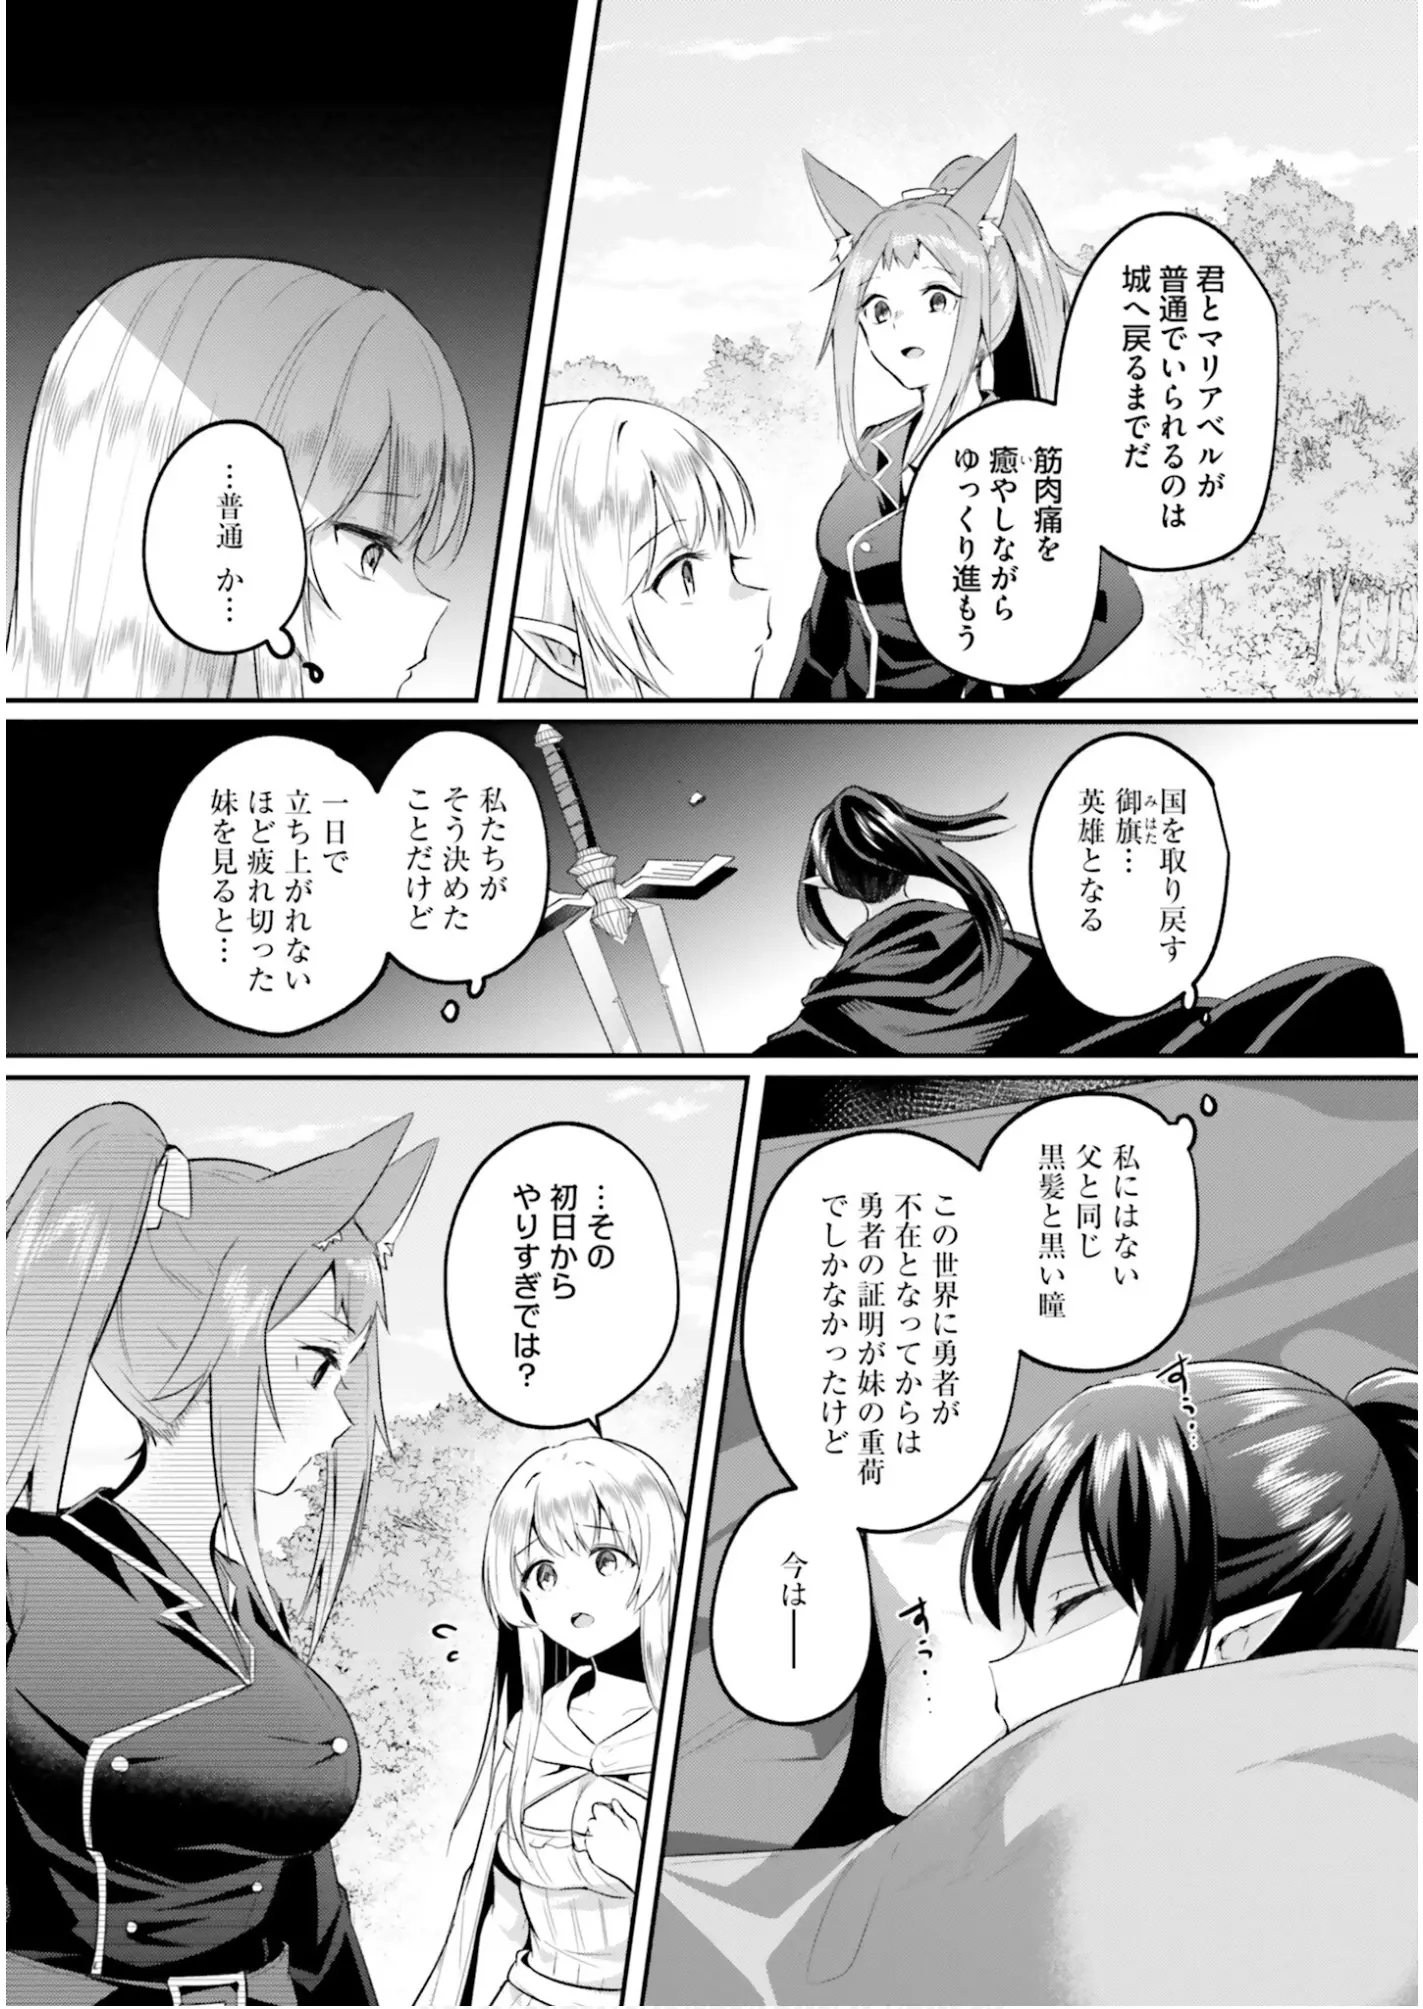 君とマリアベルが
普通でいられるのは
城へ戻るまでだ
筋肉痛を
癒やしながら
い
ゆっくり進もう
…普通か…
国を取り戻す
御旗…
みはた
英雄となる
私たちが
そう決めた
ことだけど
一日で
立ち上がれない
ほど疲れ切った
妹を見ると…
私にはない
父と同じ
黒髪と黒い瞳
この世界に勇者が
不在となってからは
勇者の証明が妹の重荷
でしかなかったけど
今は――
すぅ…
すぅ…
…その
初日から
やりすぎでは?